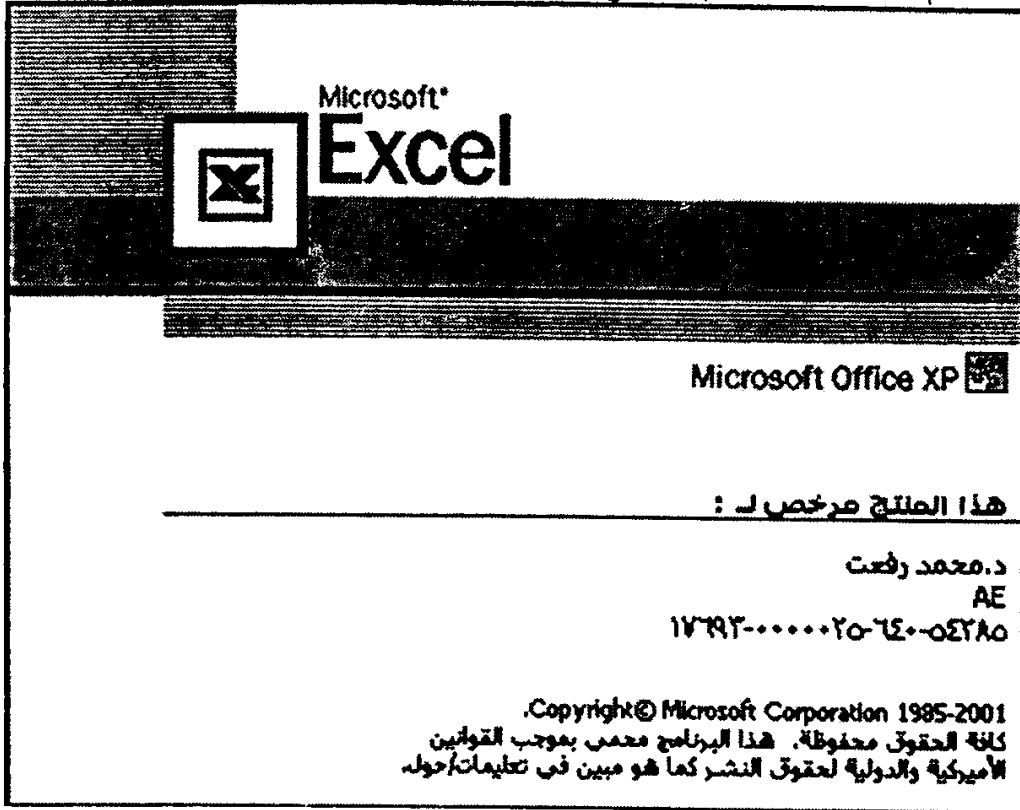 Microsoft®
Excel
Microsoft Office XP
هذا المنتج مرخص لـ :
د.محمد رفعت
AE
٥٤٢٨٥-٦٤٠-٠٠٠٠٠٢٥-١٧٦٩٣
Copyright© Microsoft Corporation 1985-2001.
كافة الحقوق محفوظة. هذا البرنامج محمي بموجب القوانين
الأميركية والدولية لحقوق النشر كما هو مبين في تعليمات/حول.